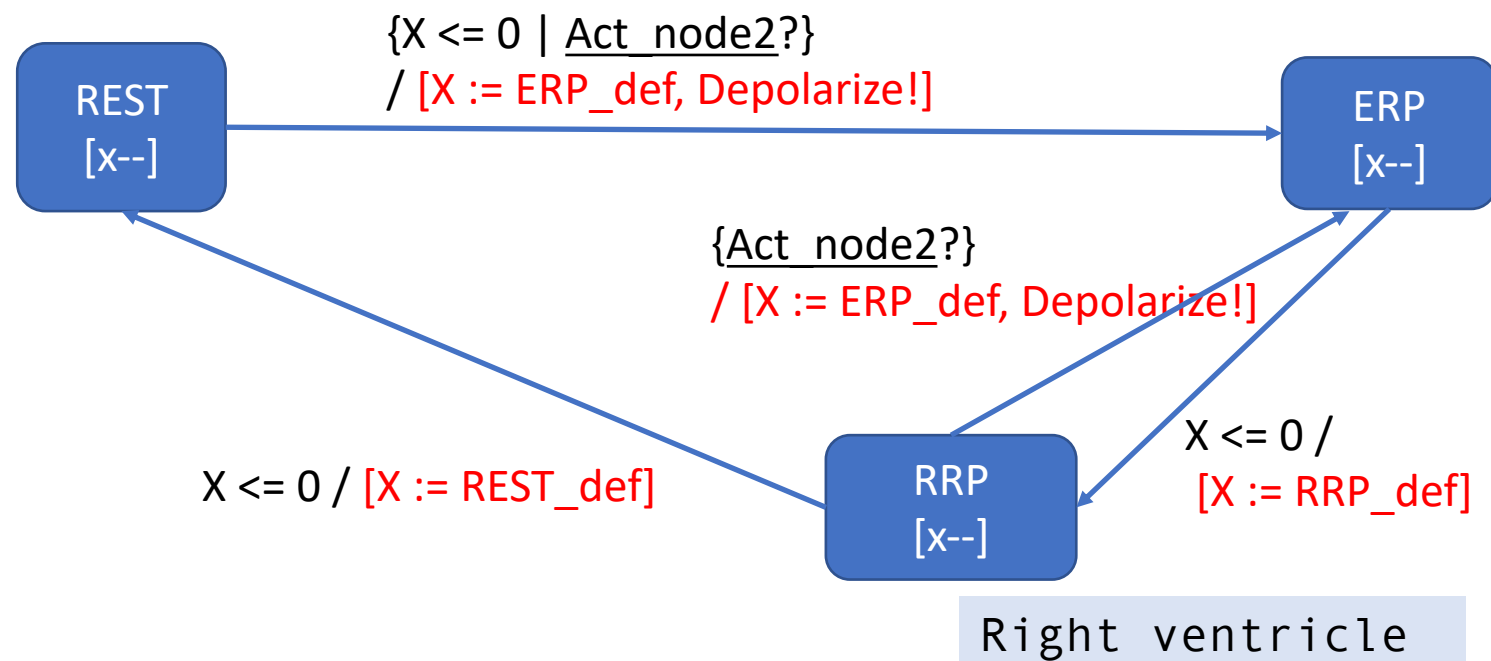 {X <= 0 | Act_node2?}
/ [X := ERP_def, Depolarize!]
REST
[x--]
ERP
[x--]
{Act_node2?}
/ [X := ERP_def, Depolarize!]
X <= 0 /
[X := RRP_def]
X <= 0 / [X := REST_def]
RRP
[x--]
Right ventricle